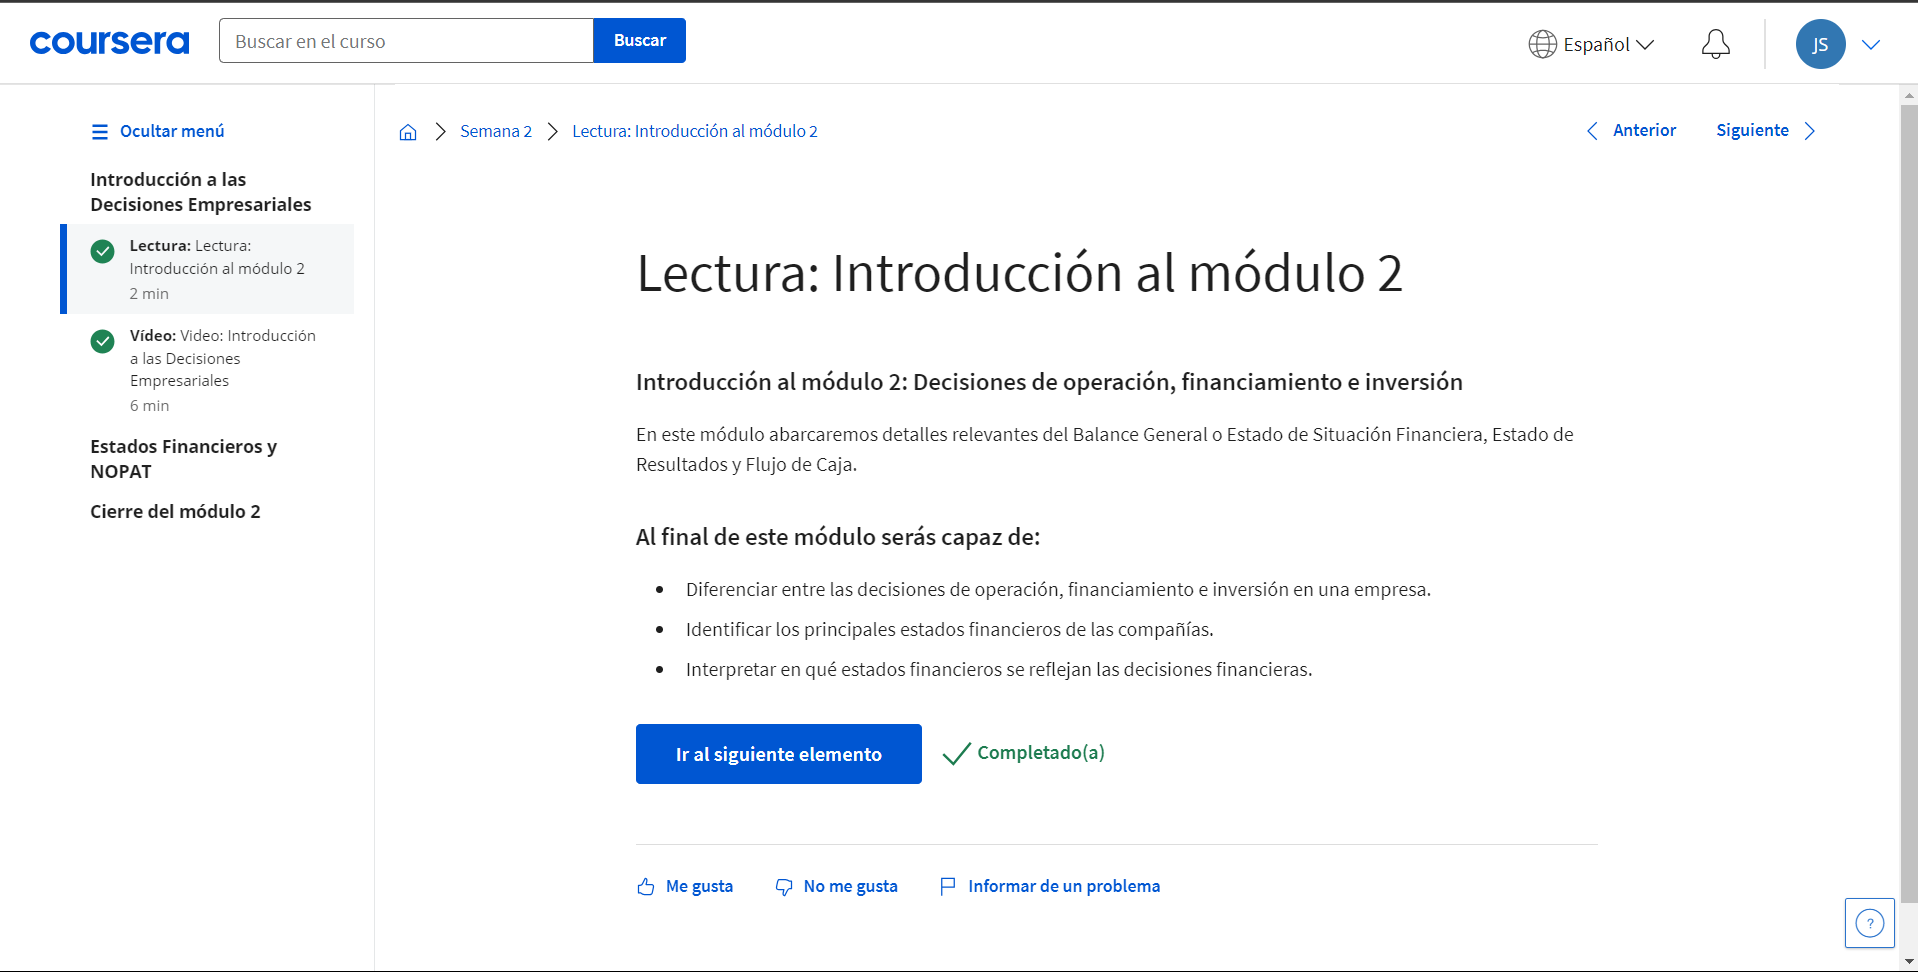 coursera
Buscar en el curso
Buscar
Español
JS
Ocultar menú
Semana 2
Lectura: Introducción al módulo 2
Anterior
Siguiente
Introducción a las
Decisiones Empresariales
Lectura: Lectura:
Introducción al módulo 2
2 min
Vídeo: Video: Introducción
a las Decisiones
Empresariales
6 min
Estados Financieros y
NOPAT
Cierre del módulo 2
Lectura: Introducción al módulo 2
Introducción al módulo 2: Decisiones de operación, financiamiento e inversión
En este módulo abarcaremos detalles relevantes del Balance General o Estado de Situación Financiera, Estado de
Resultados y Flujo de Caja.
Al final de este módulo serás capaz de:
• Diferenciar entre las decisiones de operación, financiamiento e inversión en una empresa.
• Identificar los principales estados financieros de las compañías.
• Interpretar en qué estados financieros se reflejan las decisiones financieras.
Ir al siguiente elemento
Completado(a)
Me gusta
No me gusta
Informar de un problema
?